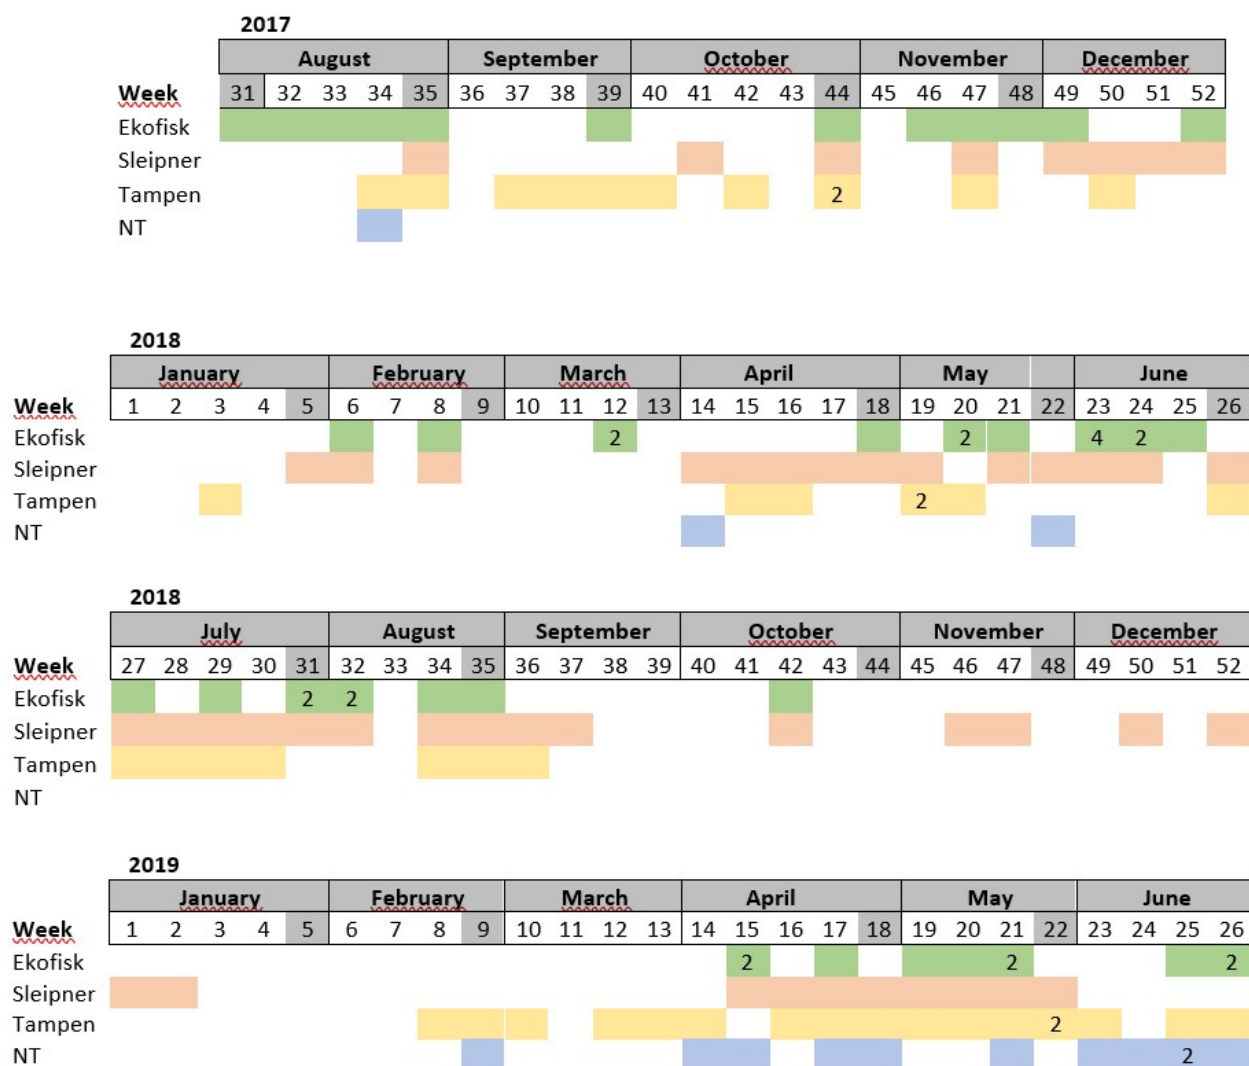 2017
August September October November December
Week 31 32 33 34 35 36 37 38 39 40 41 42 43 44 45 46 47 48 49 50 51 52
Ekofisk
Sleipner
Tampen 2
NT
2018
January February March April May June
Week 1 2 3 4 5 6 7 8 9 10 11 12 13 14 15 16 17 18 19 20 21 22 23 24 25 26
Ekofisk 2 2 4 2
Sleipner
Tampen 2
NT
2018
July August September October November December
Week 27 28 29 30 31 32 33 34 35 36 37 38 39 40 41 42 43 44 45 46 47 48 49 50 51 52
Ekofisk 2 2
Sleipner
Tampen
NT
2019
January February March April May June
Week 1 2 3 4 5 6 7 8 9 10 11 12 13 14 15 16 17 18 19 20 21 22 23 24 25 26
Ekofisk 2 2 2
Sleipner
Tampen 2
NT 2